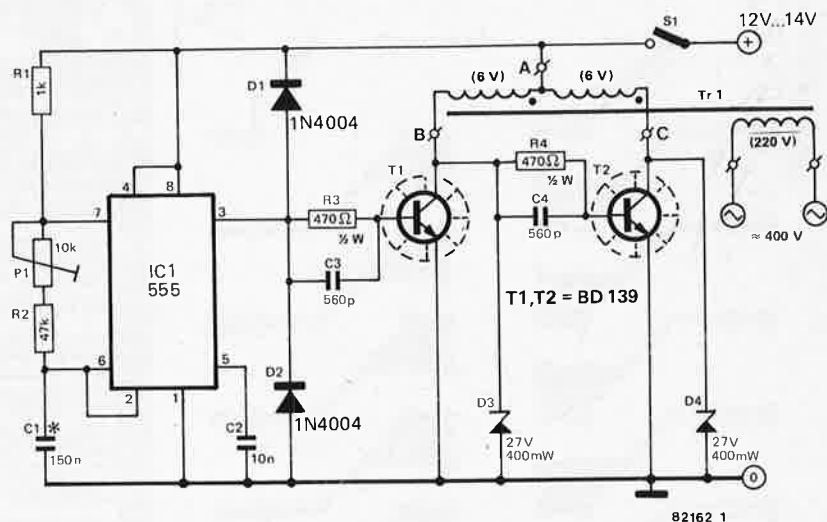 12V...14V
S1
+
A
(6 V)
(6 V)
R1
1k
D1
1N4004
Tr 1
B
C
(220 V)
R4
470Ω
½ W
T1
T2
4
8
R3
470Ω
½ W
C4
560p
≈ 400 V
7
3
10k
P1
IC1
555
C3
560p
T1,T2 = BD 139
R2
47k
6
5
2
1
D2
1N4004
D3
27V
400mW
D4
27V
400mW
C1 *
150n
C2
10n
0
82162 1